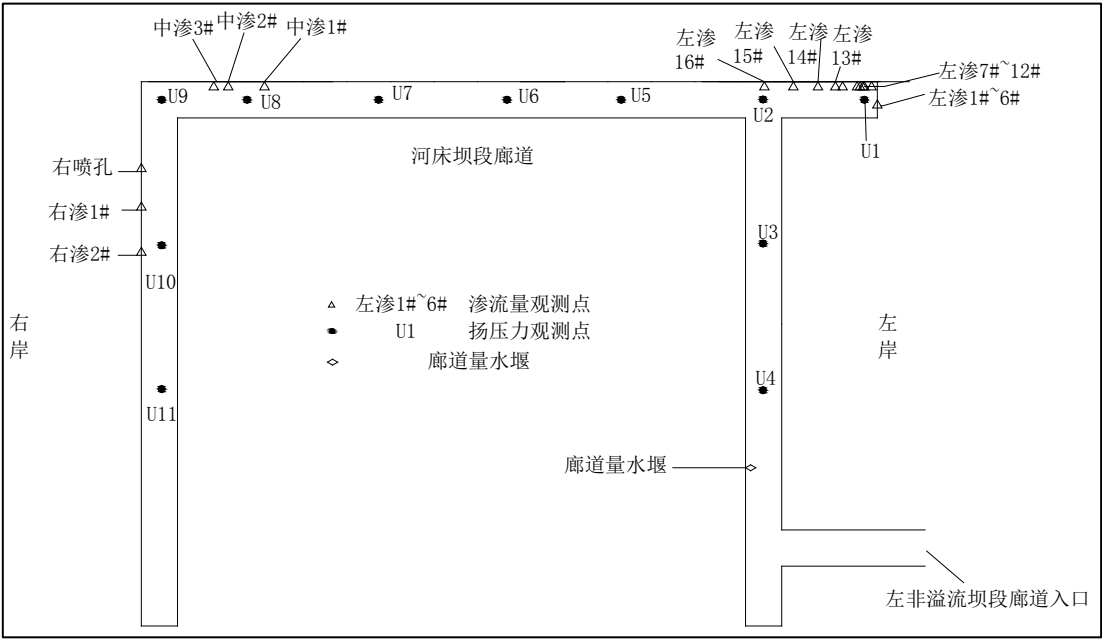 中渗3#
中渗2#
中渗1#
左渗
16#
左渗
15#
左渗
14#
左渗
13#
左渗7#~12#
左渗1#~6#
U9
U8
U7
U6
U5
U2
U1
河床坝段廊道
右喷孔
右渗1#
右渗2#
U10
U3
左渗1#~6#
渗流量观测点
U1
扬压力观测点
廊道量水堰
右
岸
左
岸
U11
U4
廊道量水堰
左非溢流坝段廊道入口